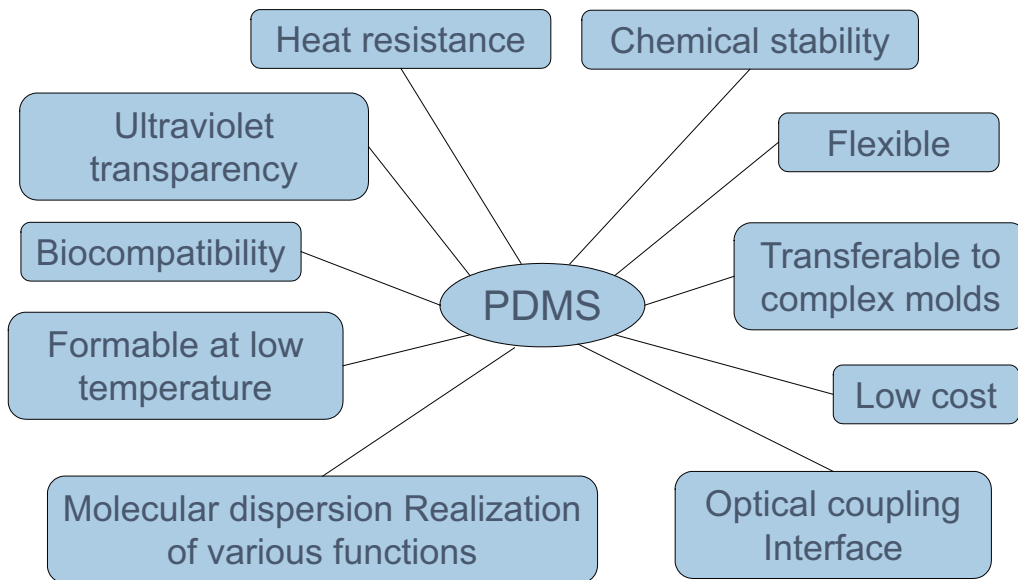 Heat resistance
Chemical stability
Ultraviolet
transparency
Flexible
Biocompatibility
Transferable to
complex molds
PDMS
Formable at low
temperature
Low cost
Molecular dispersion Realization
of various functions
Optical coupling
Interface